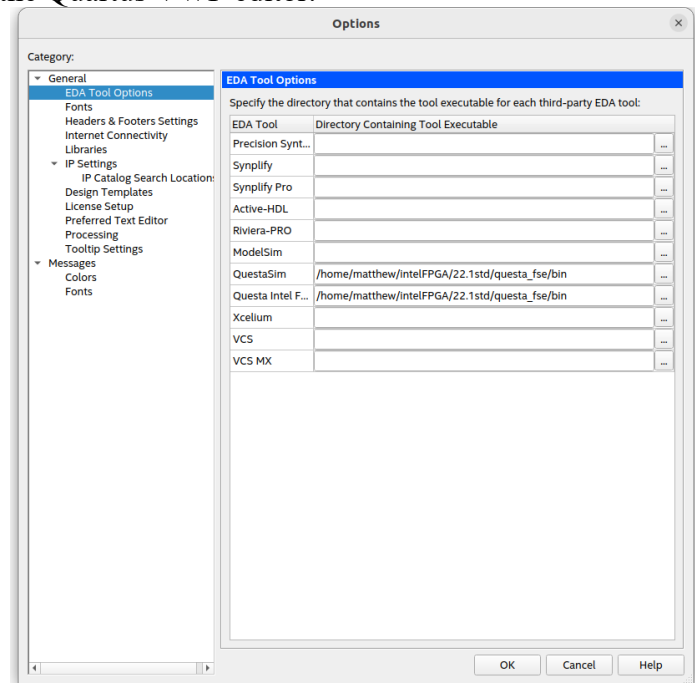 Options
Category:
General
EDA Tool Options
Fonts
Headers & Footers Settings
Internet Connectivity
Libraries
IP Settings
IP Catalog Search Location
Design Templates
License Setup
Preferred Text Editor
Processing
Tooltip Settings
Messages
Colors
Fonts
EDA Tool Options
Specify the directory that contains the tool executable for each third-party EDA tool:
EDA Tool Directory Containing Tool Executable
Precision Synt... ...
Synplify ...
Synplify Pro ...
Active-HDL ...
Riviera-PRO ...
ModelSim ...
QuestaSim /home/matthew/intelFPGA/22.1std/questa_fse/bin ...
Questa Intel F... /home/matthew/intelFPGA/22.1std/questa_fse/bin ...
Xcelium ...
VCS ...
VCS MX ...
OK Cancel Help